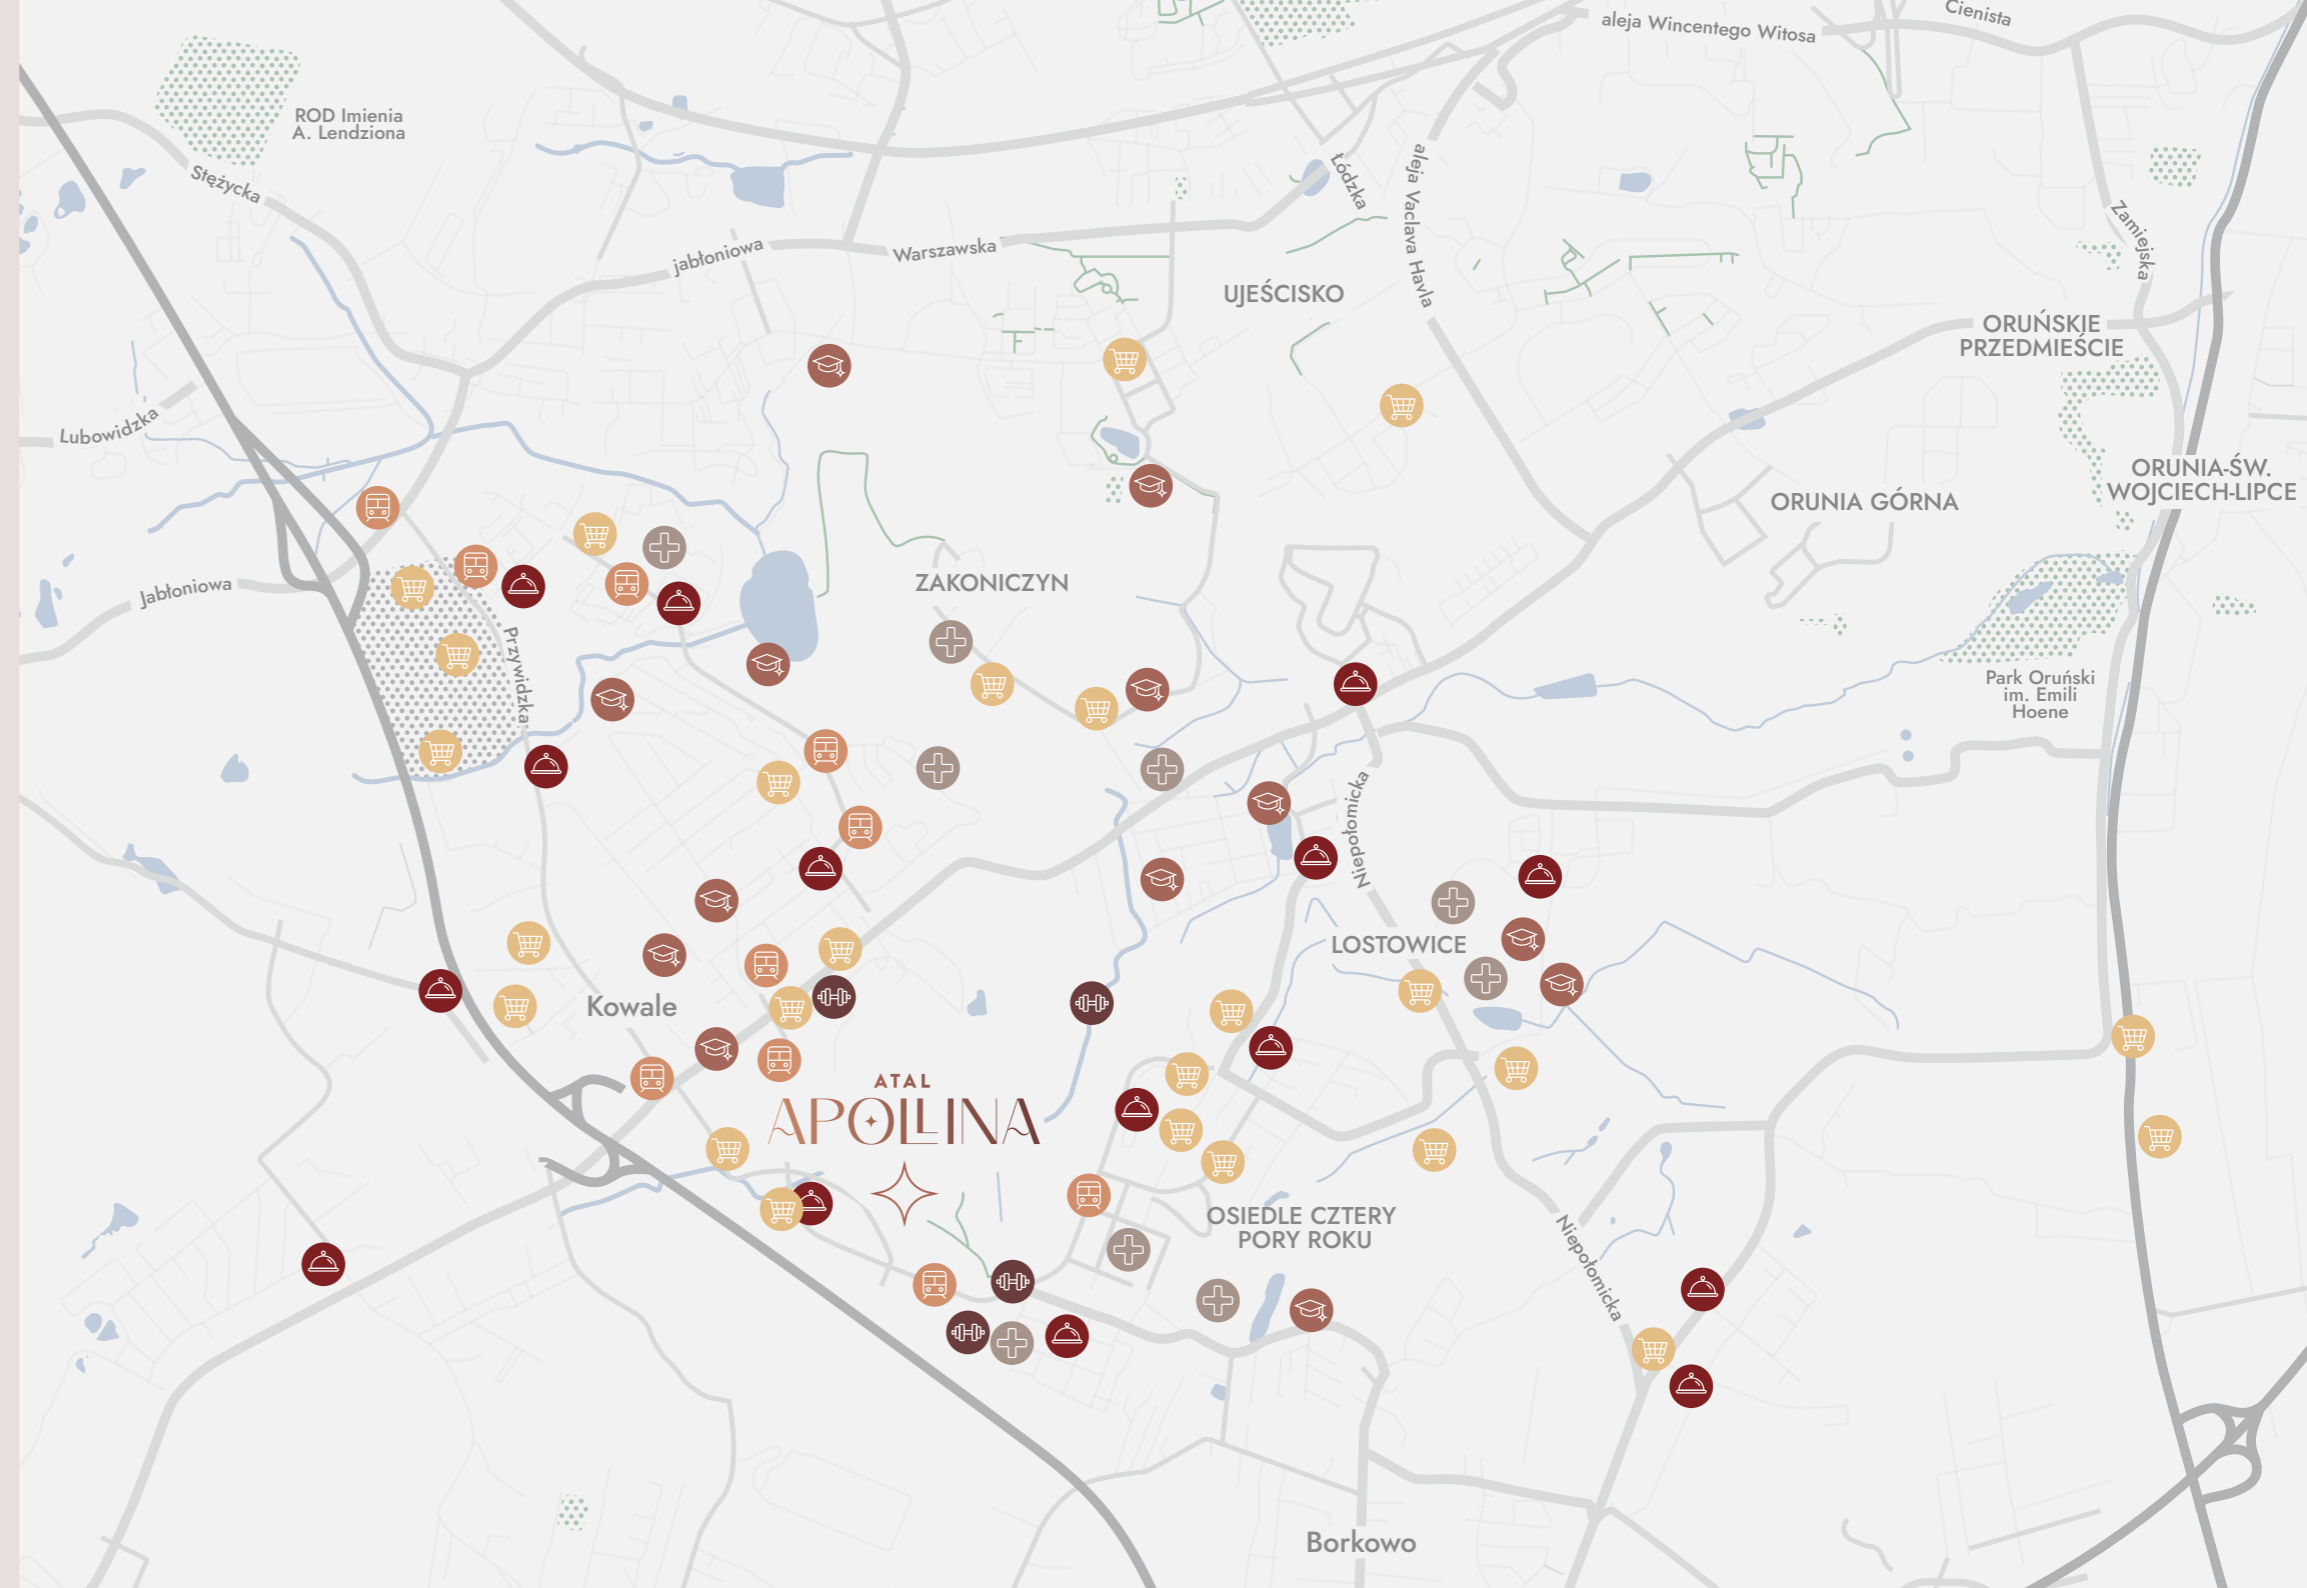 Cienista
aleja Wincentego Witosa
ROD Imienia
A. Lendziona
Stężycka
Łódzka
aleja Vaclava Havla
Zamiejska
jabłoniowa
Warszawska
UJEŚCISKO
ORUŃSKIE
PRZEDMIEŚCIE
Lubowidzka
ORUNIA-ŚW.
WOJCIECH-LIPCE
ORUNIA GÓRNA
Jabłoniowa
ZAKONICZYN
Przywidzka
Park Oruński
im. Emili
Hoene
Niepołomicka
LOSTOWICE
Kowale
ATAL
APOLLINA
OSIEDLE CZTERY
PORY ROKU
Niepołomicka
Borkowo